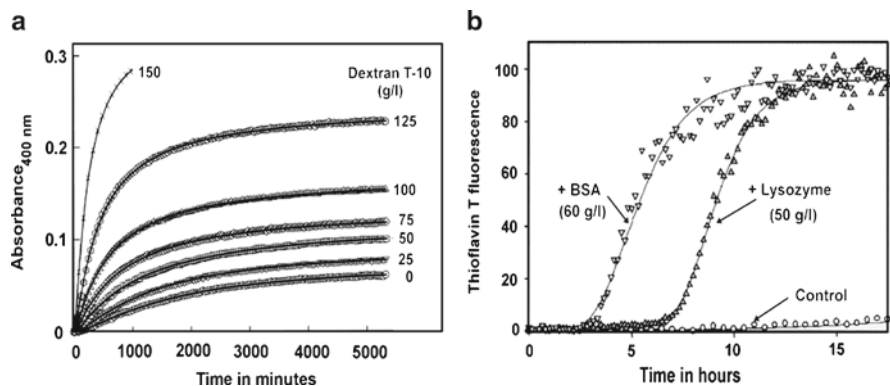 a
Absorbance400 nm
0.3
0.2
0.1
0
150
Dextran T-10
(g/l)
125
100
75
50
25
0
0
1000
2000
3000
4000
5000
Time in minutes
b
Thioflavin T fluorescence
100
80
60
40
20
0
+ BSA
(60 g/l)
+ Lysozyme
(50 g/l)
Control
0
5
10
15
Time in hours